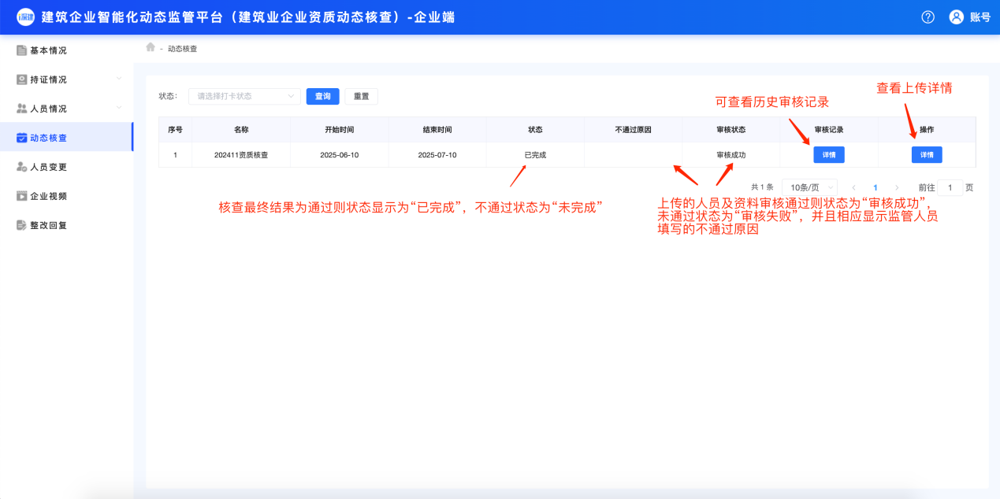 i深建
建筑企业智能化动态监管平台（建筑业企业资质动态核查）-企业端
账号
基本情况
持证情况
人员情况
动态核查
人员变更
企业视频
整改回复
- 动态核查
状态： 请选择打卡状态 查询 重置
可查看历史审核记录
查看上传详情
序号 名称 开始时间 结束时间 状态 不通过原因 审核状态 审核记录 操作
1 202411资质核查 2025-06-10 2025-07-10 已完成 审核成功 详情 详情
共 1 条 10条/页 1 前往 1 页
核查最终结果为通过则状态显示为“已完成”，不通过状态为“未完成”
上传的人员及资料审核通过则状态为“审核成功”，
未通过状态为“审核失败”，并且相应显示监管人员
填写的不通过原因